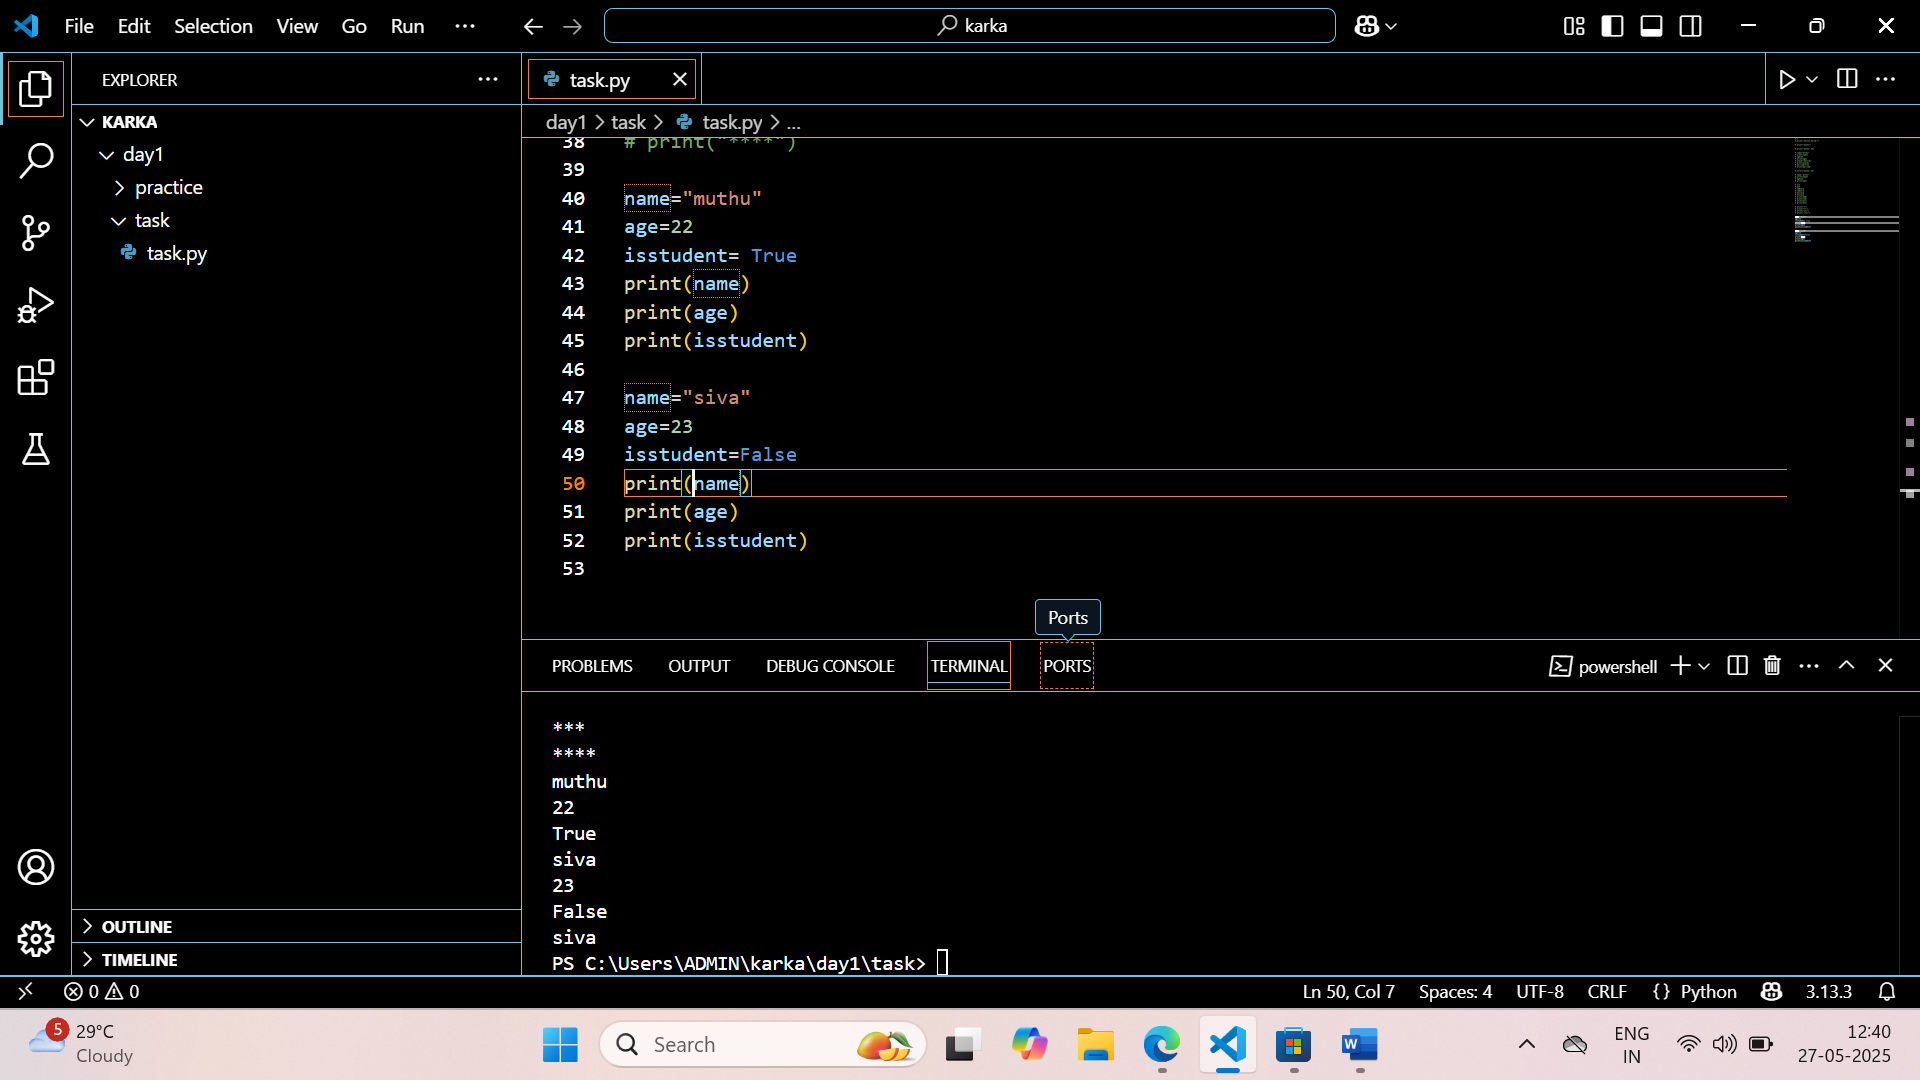 File Edit Selection View Go Run ··· karka
EXPLORER ···
KARKA
day1
practice
task
task.py
OUTLINE
TIMELINE
task.py
day1 > task > task.py > ...
38 # print("****")
39
40 name="muthu"
41 age=22
42 isstudent= True
43 print(name)
44 print(age)
45 print(isstudent)
46
47 name="siva"
48 age=23
49 isstudent=False
50 print(name)
51 print(age)
52 print(isstudent)
53
Ports
PROBLEMS OUTPUT DEBUG CONSOLE TERMINAL PORTS powershell
***
****
muthu
22
True
siva
23
False
siva
PS C:\Users\ADMIN\karka\day1\task>
0 0 Ln 50, Col 7 Spaces: 4 UTF-8 CRLF {} Python 3.13.3
5 29°C
Cloudy
Search
W
ENG
IN
12:40
27-05-2025